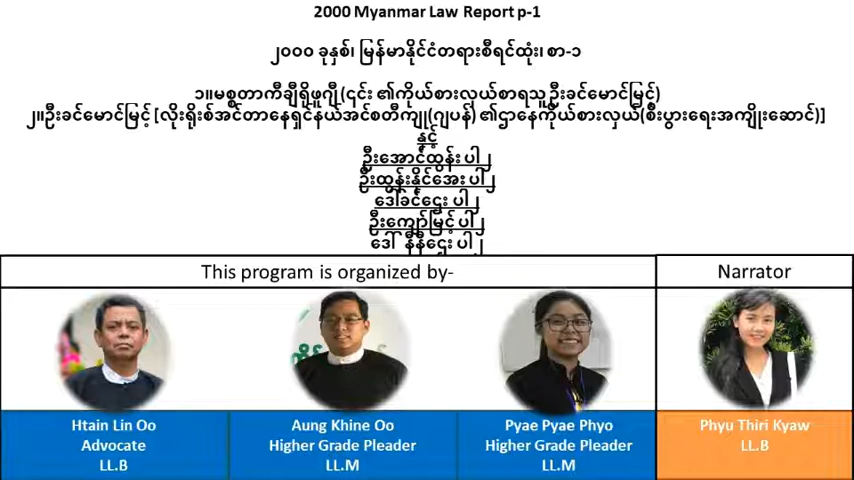 2000 Myanmar Law Report p-1
၂၀၀၀ ခုနှစ်၊ မြန်မာနိုင်ငံတရားစီရင်ထုံး၊ စာ-၁
၁။မစ္စတာကီချီရိုဖူဂျီ(၎င်း ၏ကိုယ်စားလှယ်စာရသူဦးခင်မောင်မြင့်)
၂။ဦးခင်မောင်မြင့် [လိုးရိုးစ်အင်တာနေရှင်နယ်အင်စတီကျု(ဂျပန်) ၏ဌာနေကိုယ်စားလှယ်(စီးပွားရေးအကျိုးဆောင်)]
နှင့်
ဦးအောင်ထွန်း ပါ၂
ဦးထွန်းနိုင်အေး ပါ၂
ဒေါ်ခင်ဌေး ပါ၂
ဦးကျော်မြင့် ပါ၂
ဒေါ်နီနီဌေး ပါ၂
This program is organized by-
Narrator
Htain Lin Oo
Advocate
LL.B
Aung Khine Oo
Higher Grade Pleader
LL.M
Pyae Pyae Phyo
Higher Grade Pleader
LL.M
Phyu Thiri Kyaw
LL.B